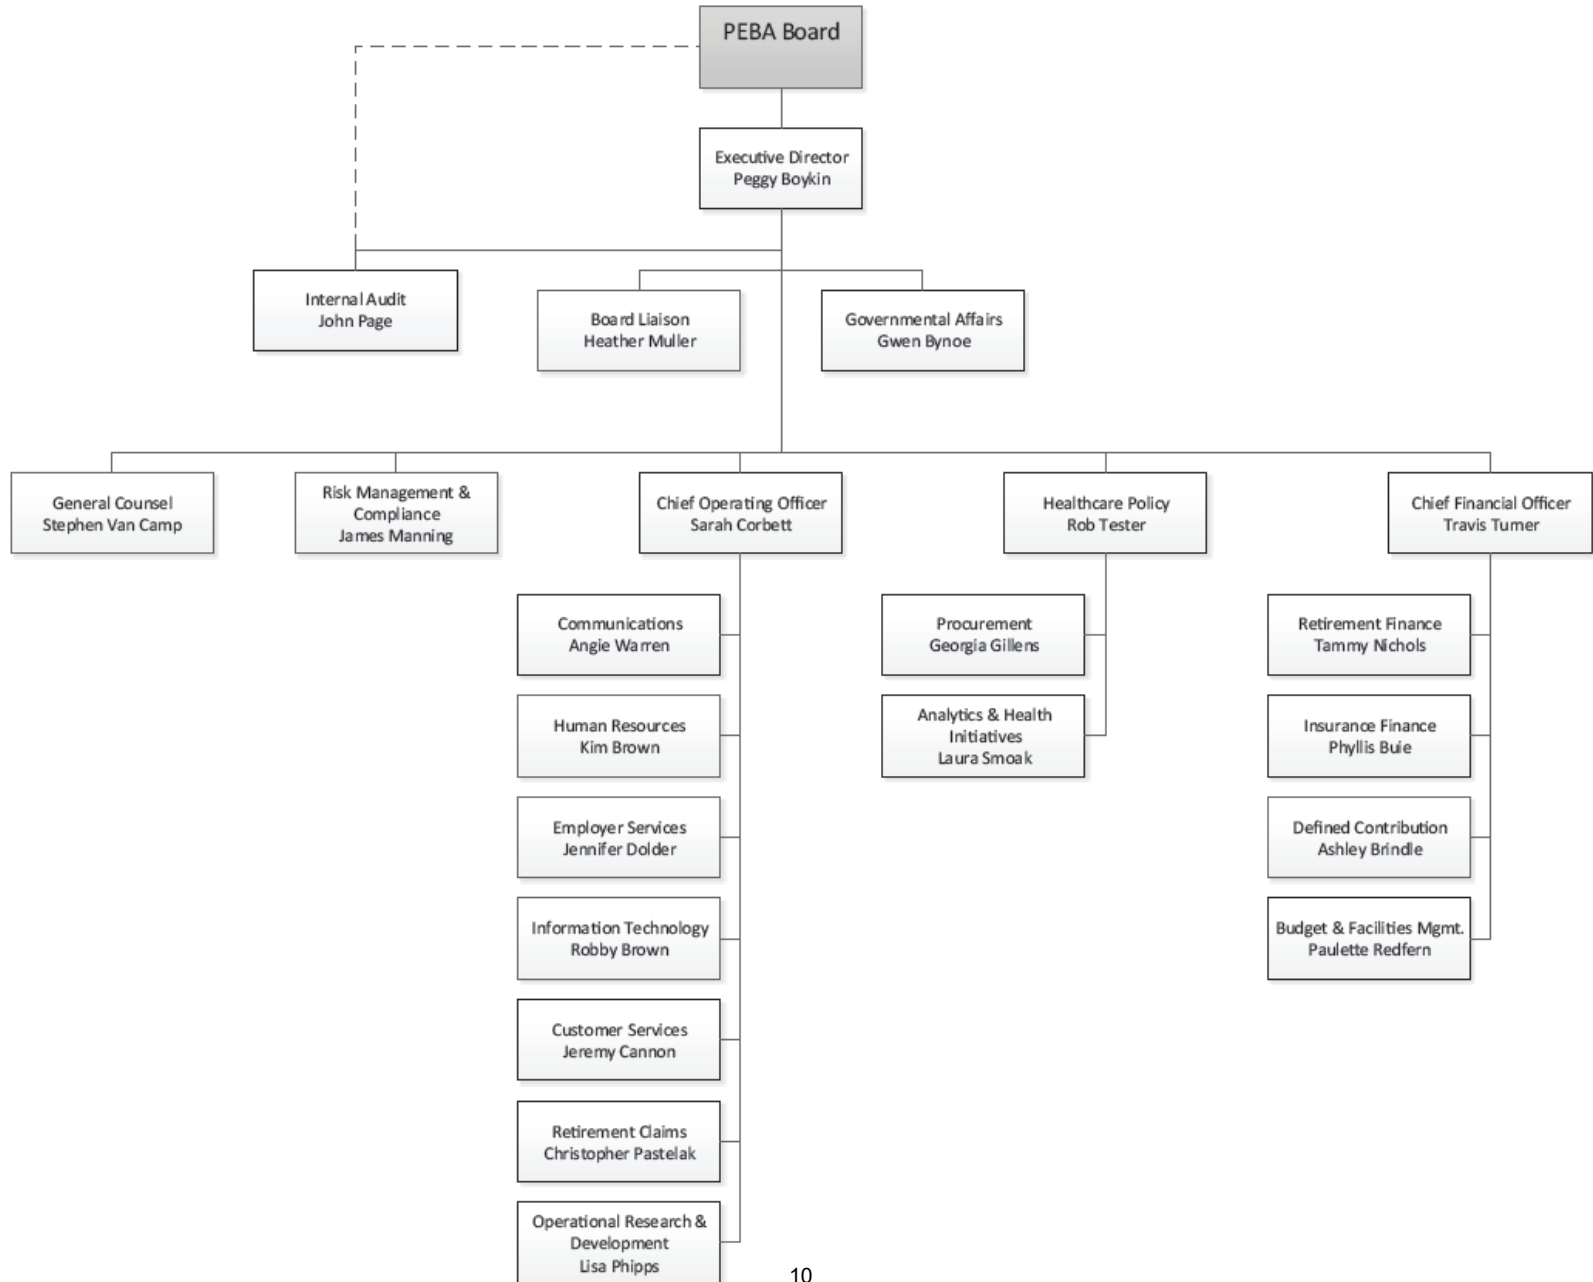 PEBA Board
Executive Director
Peggy Boykin
Internal Audit
John Page
Board Liaison
Heather Muller
Governmental Affairs
Gwen Bynoe
General Counsel
Stephen Van Camp
Risk Management &
Compliance
James Manning
Chief Operating Officer
Sarah Corbett
Healthcare Policy
Rob Tester
Chief Financial Officer
Travis Turner
Communications
Angie Warren
Human Resources
Kim Brown
Employer Services
Jennifer Dolder
Information Technology
Robby Brown
Customer Services
Jeremy Cannon
Retirement Claims
Christopher Pastelak
Operational Research &
Development
Lisa Phipps
Procurement
Georgia Gillens
Analytics & Health
Initiatives
Laura Smoak
Retirement Finance
Tammy Nichols
Insurance Finance
Phyllis Buie
Defined Contribution
Ashley Brindle
Budget & Facilities Mgmt.
Paulette Redfern
10